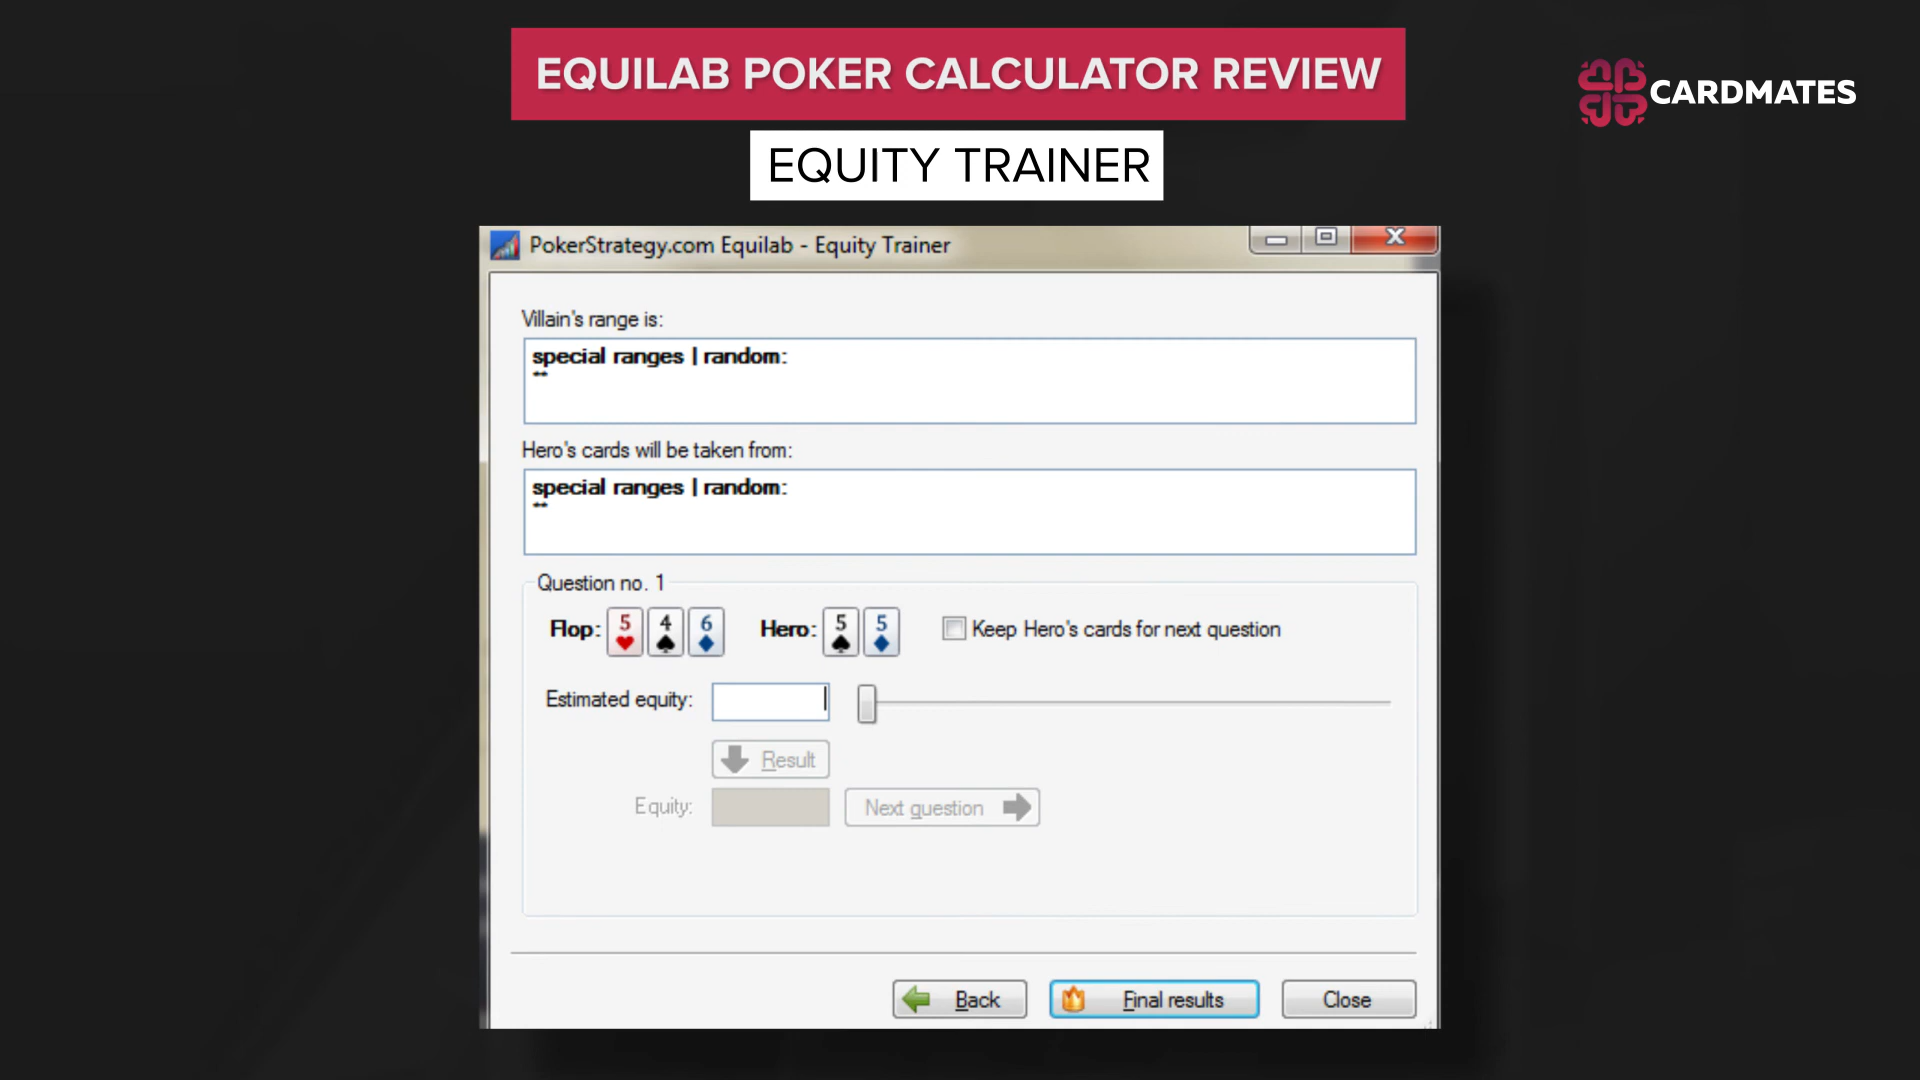 EQUILAB POKER CALCULATOR REVIEW
CARDMATES
EQUITY TRAINER
PokerStrategy.com Equilab - Equity Trainer
Villain's range is:
special ranges | random:
**
Hero's cards will be taken from:
special ranges | random:
**
Question no. 1
Flop: 5 4 6 Hero: 5 5 Keep Hero's cards for next question
Estimated equity:
Result
Equity: Next question
Back Final results Close